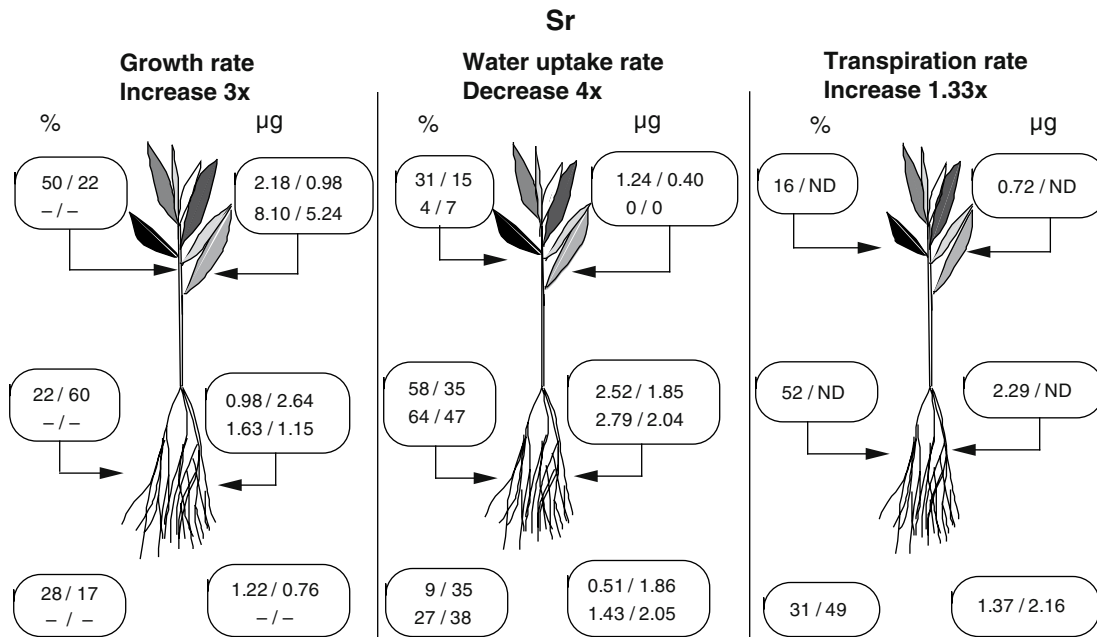 Sr
Growth rate
Increase 3x
%
µg
50 / 22
– / –
2.18 / 0.98
8.10 / 5.24
22 / 60
– / –
0.98 / 2.64
1.63 / 1.15
28 / 17
– / –
1.22 / 0.76
– / –
Water uptake rate
Decrease 4x
%
µg
31 / 15
4 / 7
1.24 / 0.40
0 / 0
58 / 35
64 / 47
2.52 / 1.85
2.79 / 2.04
9 / 35
27 / 38
0.51 / 1.86
1.43 / 2.05
Transpiration rate
Increase 1.33x
%
µg
16 / ND
0.72 / ND
52 / ND
2.29 / ND
31 / 49
1.37 / 2.16